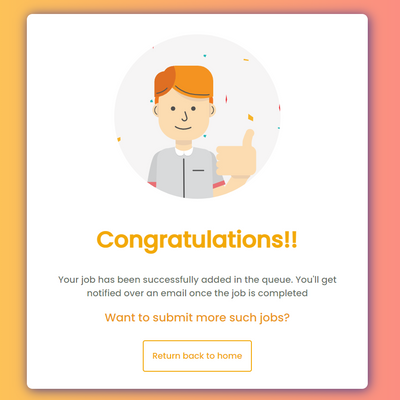 Congratulations!!
Your job has been successfully added in the queue. You'll get
notified over an email once the job is completed
Want to submit more such jobs?
Return back to home